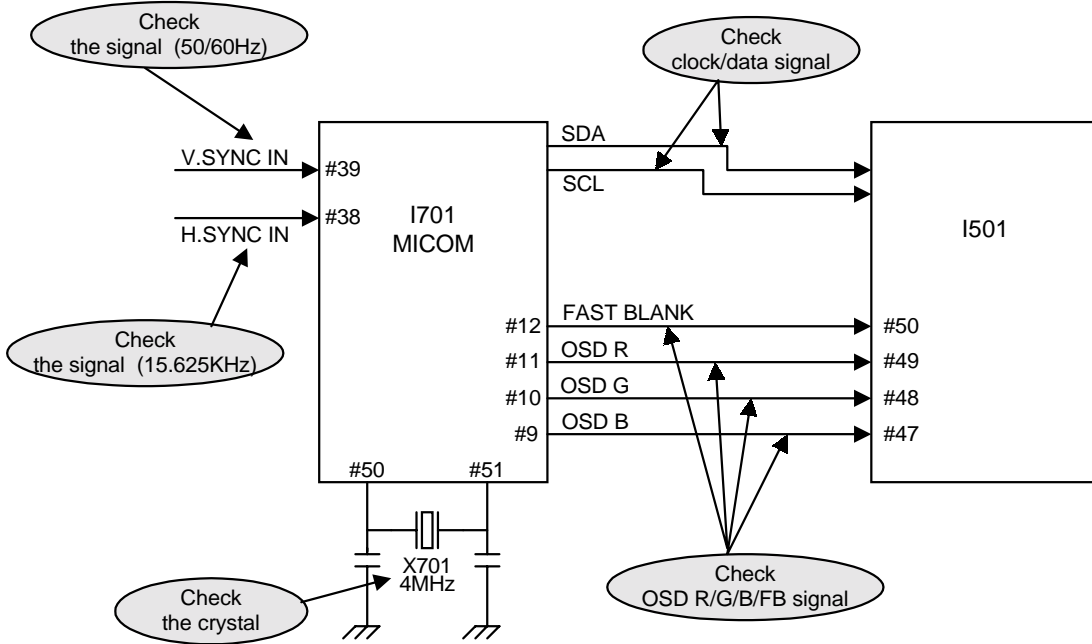 Check
the signal (50/60Hz)
Check
clock/data signal
V.SYNC IN
#39
#38
H.SYNC IN
I701
MICOM
SDA
SCL
I501
Check
the signal (15.625KHz)
#12
FAST BLANK
#50
#11
OSD R
#49
#10
OSD G
#48
#9
OSD B
#47
#50
#51
X701
4MHz
Check
the crystal
Check
OSD R/G/B/FB signal